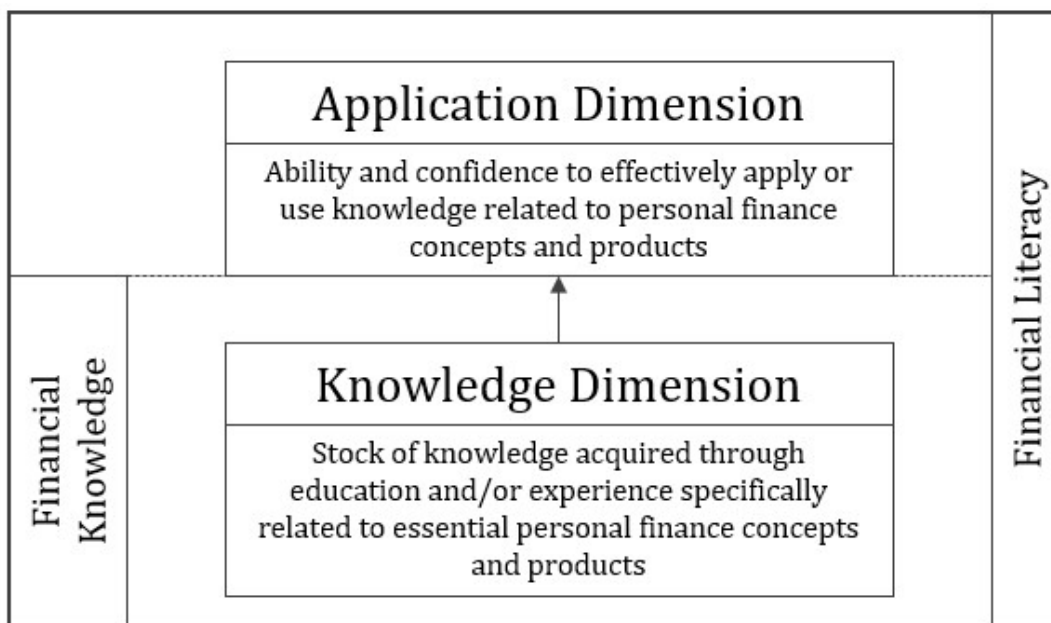 Application Dimension
Ability and confidence to effectively apply or
use knowledge related to personal finance
concepts and products
Financial
Knowledge
Knowledge Dimension
Stock of knowledge acquired through
education and/or experience specifically
related to essential personal finance concepts
and products
Financial Literacy